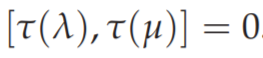 [τ(λ), τ(μ)] = 0.